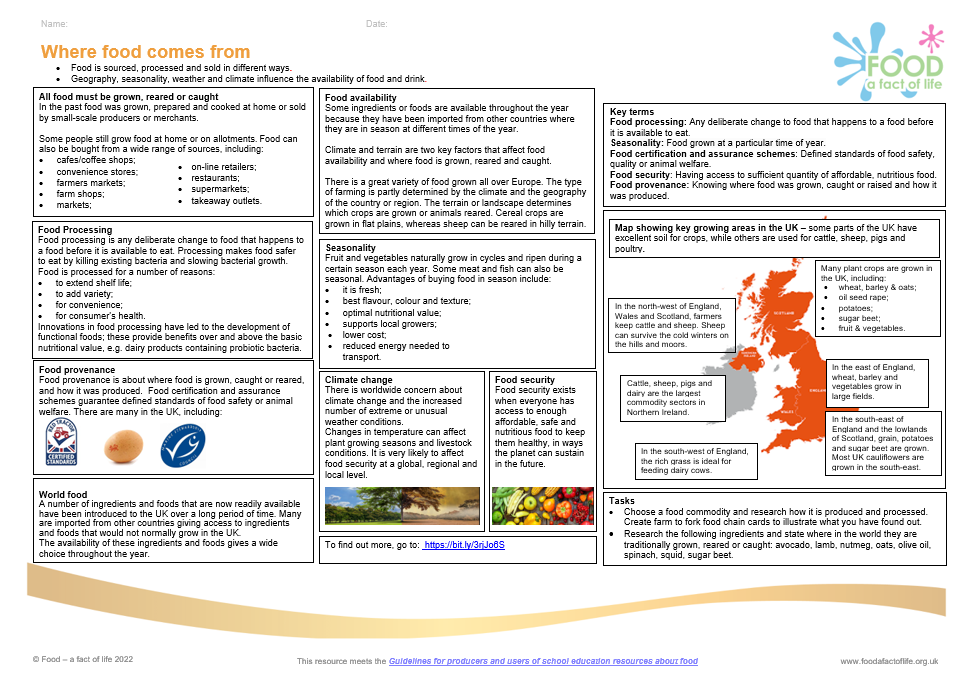 Name:
Date:
Where food comes from
• Food is sourced, processed and sold in different ways.
• Geography, seasonality, weather and climate influence the availability of food and drink.
FOOD
a fact of life
All food must be grown, reared or caught
In the past food was grown, prepared and cooked at home or sold
by small-scale producers or merchants.
Some people still grow food at home or on allotments. Food can
also be bought from a wide range of sources, including:
• cafes/coffee shops;
• convenience stores;
• farmers markets;
• farm shops;
• markets;
• on-line retailers;
• restaurants;
• supermarkets;
• takeaway outlets.
Food Processing
Food processing is any deliberate change to food that happens to
a food before it is available to eat. Processing makes food safer
to eat by killing existing bacteria and slowing bacterial growth.
Food is processed for a number of reasons:
• to extend shelf life;
• to add variety;
• for convenience;
• for consumer's health.
Innovations in food processing have led to the development of
functional foods; these provide benefits over and above the basic
nutritional value, e.g. dairy products containing probiotic bacteria.
Food provenance
Food provenance is about where food is grown, caught or reared,
and how it was produced. Food certification and assurance
schemes guarantee defined standards of food safety or animal
welfare. There are many in the UK, including:
RED TRACTOR
CERTIFIED
STANDARDS
World food
A number of ingredients and foods that are now readily available
have been introduced to the UK over a long period of time. Many
are imported from other countries giving access to ingredients
and foods that would not normally grow in the UK.
The availability of these ingredients and foods gives a wide
choice throughout the year.
Food availability
Some ingredients or foods are available throughout the year
because they have been imported from other countries where
they are in season at different times of the year.
Climate and terrain are two key factors that affect food
availability and where food is grown, reared and caught.
There is a great variety of food grown all over Europe. The type
of farming is partly determined by the climate and the geography
of the country or region. The terrain or landscape determines
which crops are grown or animals reared. Cereal crops are
grown in flat plains, whereas sheep can be reared in hilly terrain.
Seasonality
Fruit and vegetables naturally grow in cycles and ripen during a
certain season each year. Some meat and fish can also be
seasonal. Advantages of buying food in season include:
• it is fresh;
• best flavour, colour and texture;
• optimal nutritional value;
• supports local growers;
• lower cost;
• reduced energy needed to
transport.
Climate change
There is worldwide concern about
climate change and the increased
number of extreme or unusual
weather conditions.
Changes in temperature can affect
plant growing seasons and livestock
conditions. It is very likely to affect
food security at a global, regional and
local level.
Food security
Food security exists
when everyone has
access to enough
affordable, safe and
nutritious food to keep
them healthy, in ways
the planet can sustain
in the future.
To find out more, go to: https://bit.ly/3rjJo6S
Key terms
Food processing: Any deliberate change to food that happens to a food before
it is available to eat.
Seasonality: Food grown at a particular time of year.
Food certification and assurance schemes: Defined standards of food safety,
quality or animal welfare.
Food security: Having access to sufficient quantity of affordable, nutritious food.
Food provenance: Knowing where food was grown, caught or raised and how it
was produced.
Map showing key growing areas in the UK – some parts of the UK have
excellent soil for crops, while others are used for cattle, sheep, pigs and
poultry.
Many plant crops are grown in
the UK, including:
• wheat, barley & oats;
• oil seed rape;
• potatoes;
• sugar beet;
• fruit & vegetables.
In the north-west of England,
Wales and Scotland, farmers
keep cattle and sheep. Sheep
can survive the cold winters on
the hills and moors.
SCOTLAND
Cattle, sheep, pigs and
dairy are the largest
commodity sectors in
Northern Ireland.
In the east of England,
wheat, barley and
vegetables grow in
large fields.
ENGLAND
WALES
In the south-east of
England and the lowlands
of Scotland, grain, potatoes
and sugar beet are grown.
Most UK cauliflowers are
grown in the south-east.
In the south-west of England,
the rich grass is ideal for
feeding dairy cows.
Tasks
• Choose a food commodity and research how it is produced and processed.
Create farm to fork food chain cards to illustrate what you have found out.
• Research the following ingredients and state where in the world they are
traditionally grown, reared or caught: avocado, lamb, nutmeg, oats, olive oil,
spinach, squid, sugar beet.
© Food – a fact of life 2022
This resource meets the Guidelines for producers and users of school education resources about food
www.foodafactoflife.org.uk